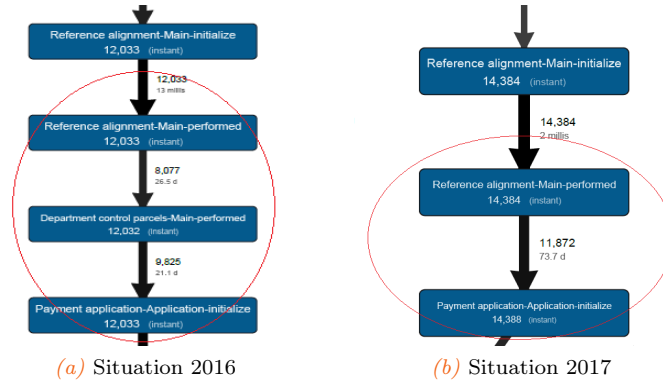 Reference alignment-Main-initialize
12,033 (instant)
12,033
13 millis
Reference alignment-Main-performed
12,033 (instant)
8,077
26.5 d
Department control parcels-Main-performed
12,032 (instant)
9,825
21.1 d
Payment application-Application-initialize
12,033 (instant)
(a) Situation 2016
Reference alignment-Main-initialize
14,384 (instant)
14,384
2 millis
Reference alignment-Main-performed
14,384 (instant)
11,872
73.7 d
Payment application-Application-initialize
14,388 (instant)
(b) Situation 2017